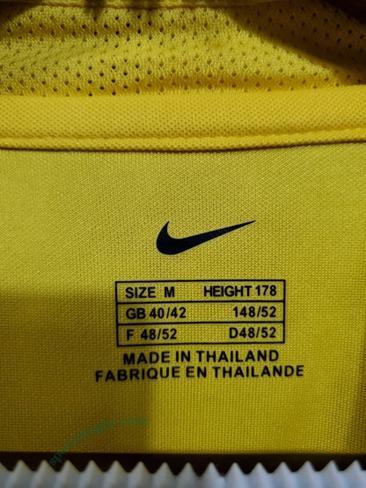 SIZE M HEIGHT 178
GB 40/42 148/52
F 48/52 D48/52
MADE IN THAILAND
FABRIQUE EN THAILANDE